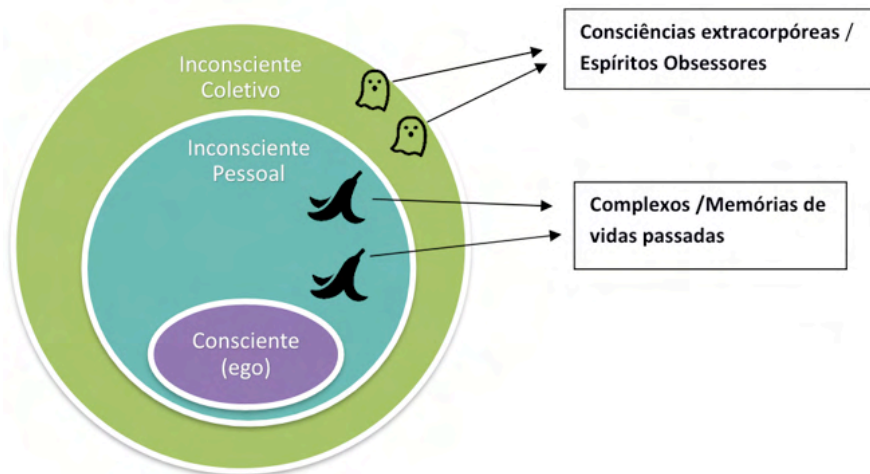 Inconsciente
Coletivo
Consciências extracorpóreas /
Espíritos Obsessores
Inconsciente
Pessoal
Complexos /Memórias de
vidas passadas
Consciente
(ego)